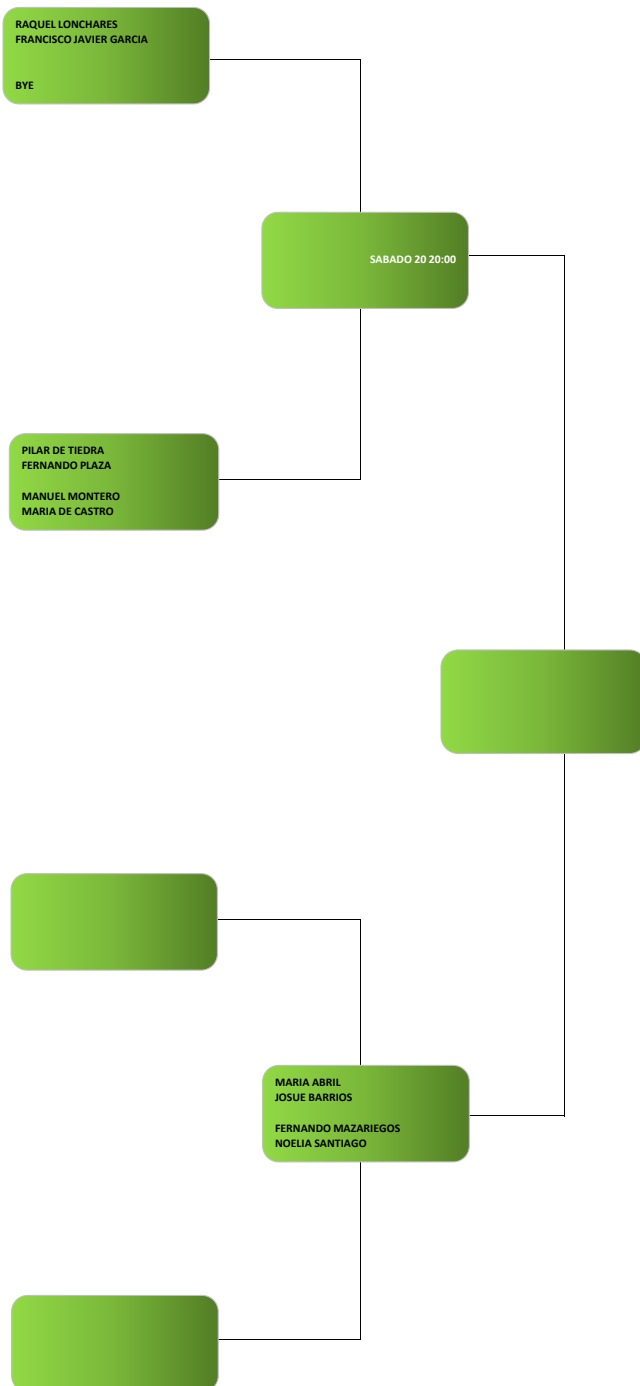 RAQUEL LONCHARES
FRANCISCO JAVIER GARCIA
BYE
SABADO 20 20:00
PILAR DE TIEDRA
FERNANDO PLAZA
MANUEL MONTERO
MARIA DE CASTRO
MARIA ABRIL
JOSUE BARRIOS
FERNANDO MAZARIEGOS
NOELIA SANTIAGO